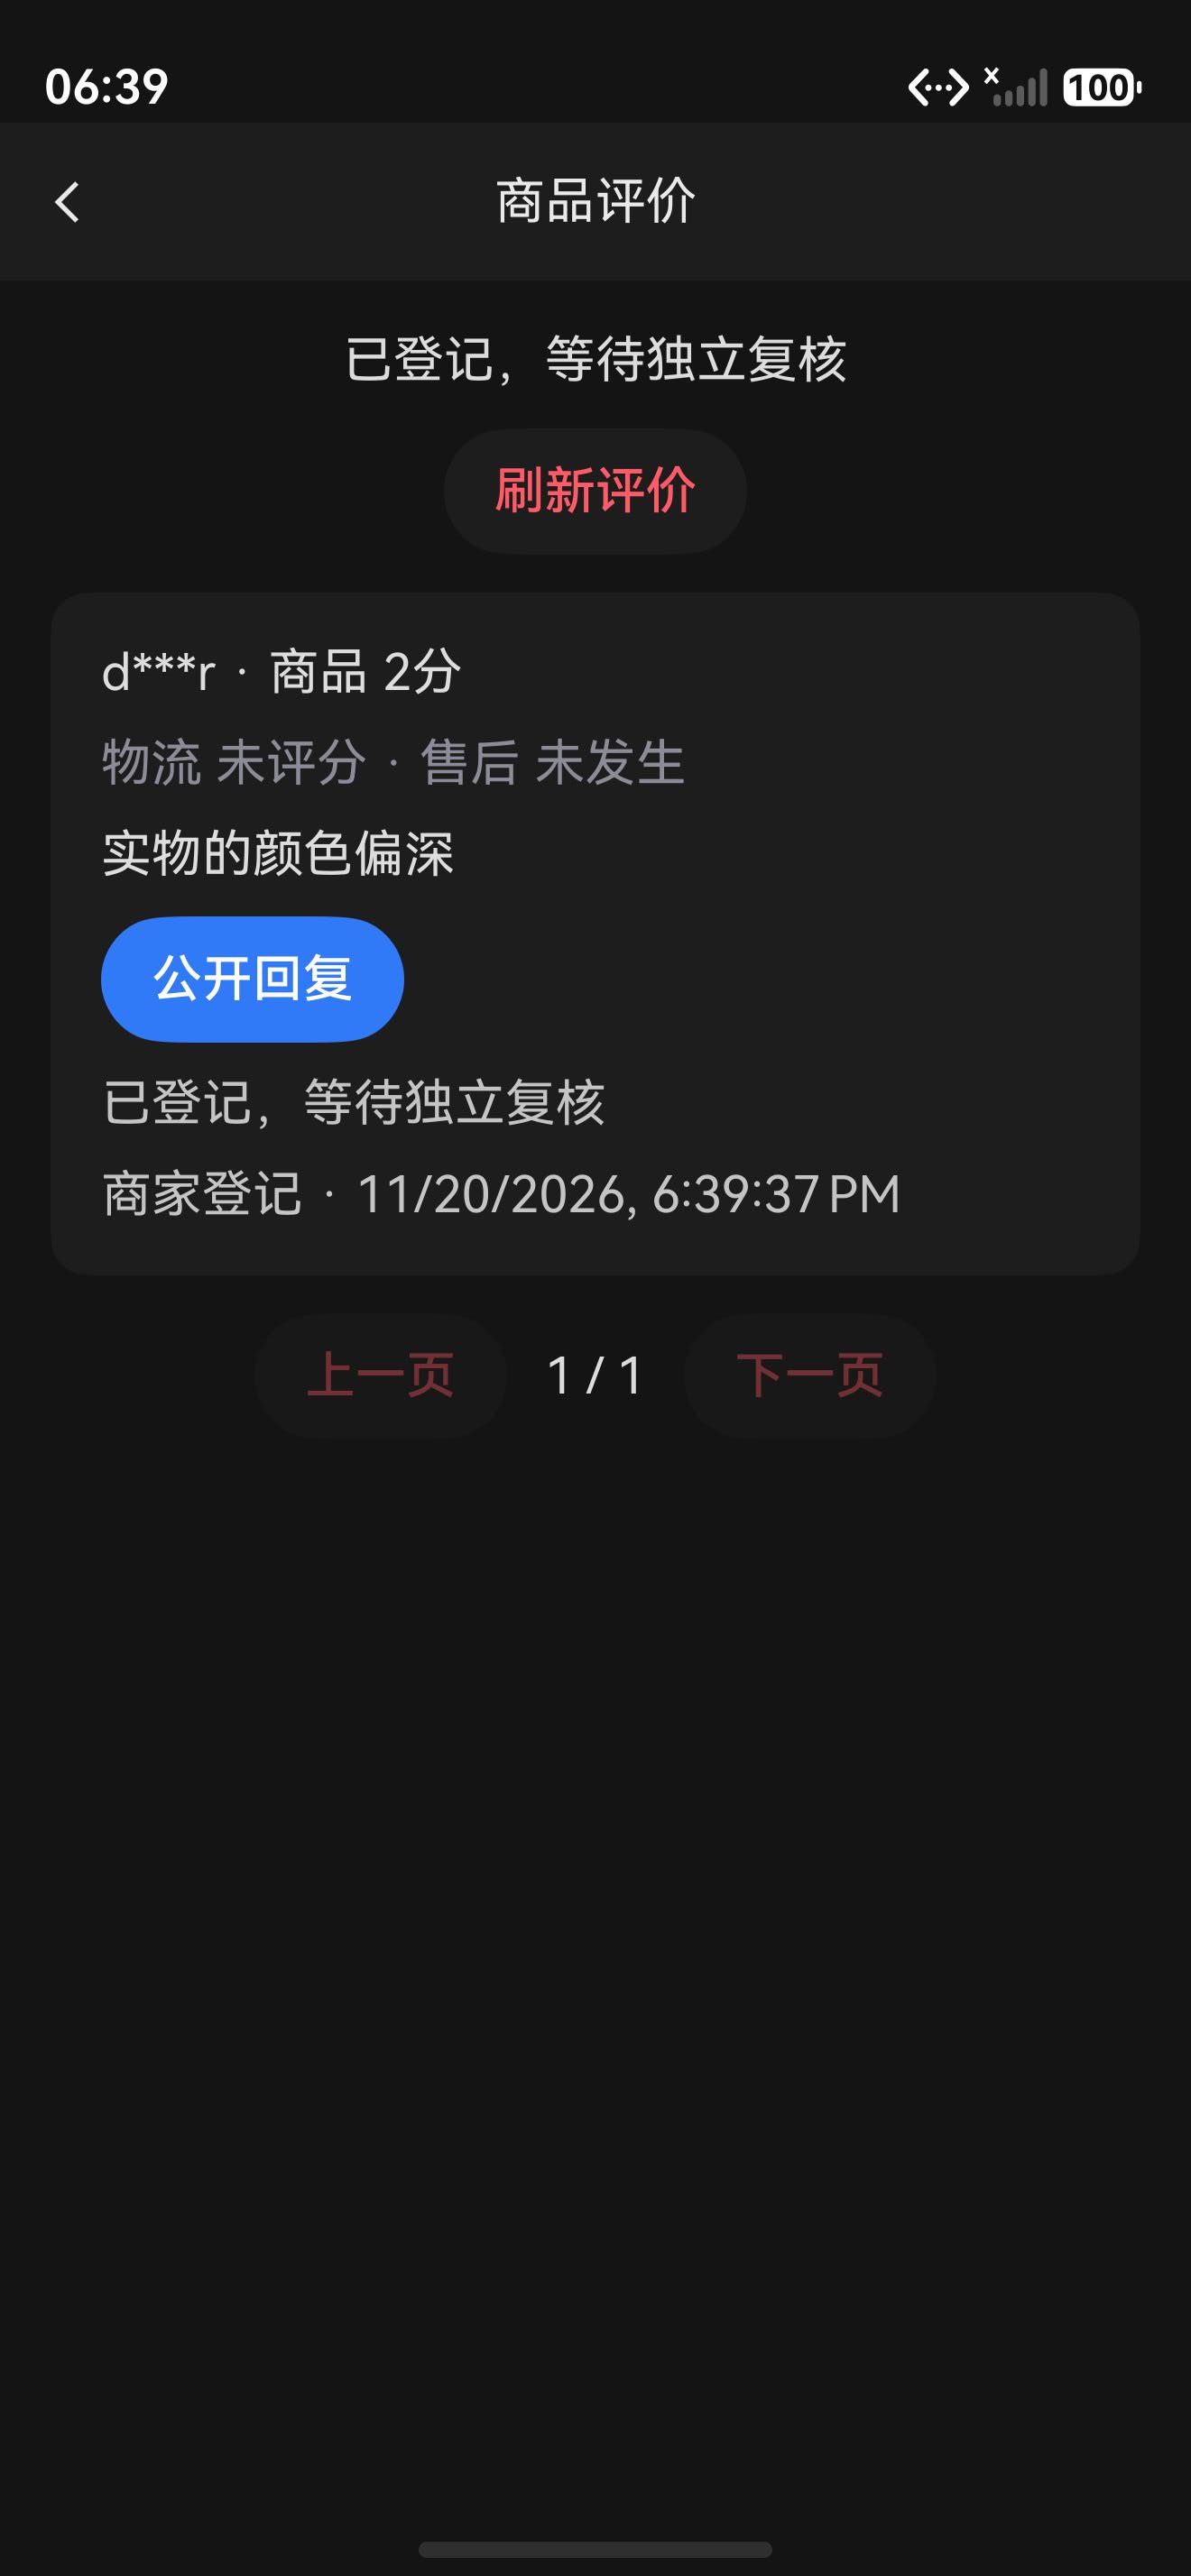 06:39
100
商品评价
已登记，等待独立复核
刷新评价
d***r · 商品 2分
物流 未评分 · 售后 未发生
实物的颜色偏深
公开回复
已登记，等待独立复核
商家登记 · 11/20/2026, 6:39:37 PM
上一页 1 / 1 下一页